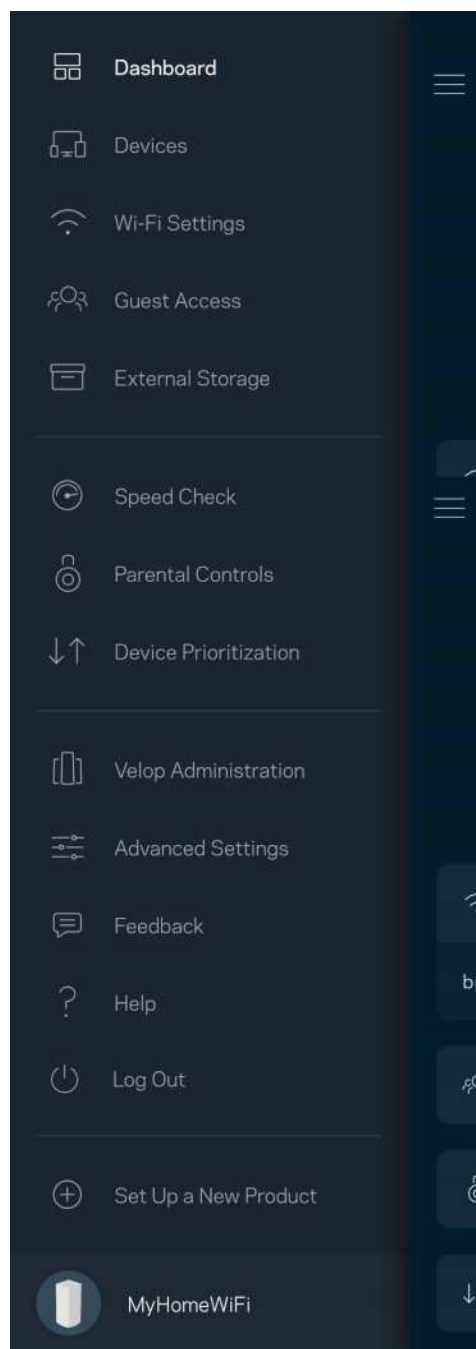 Dashboard
Devices
Wi-Fi Settings
Guest Access
External Storage
Speed Check
Parental Controls
Device Prioritization
Velop Administration
Advanced Settings
Feedback
Help
Log Out
Set Up a New Product
MyHomeWiFi